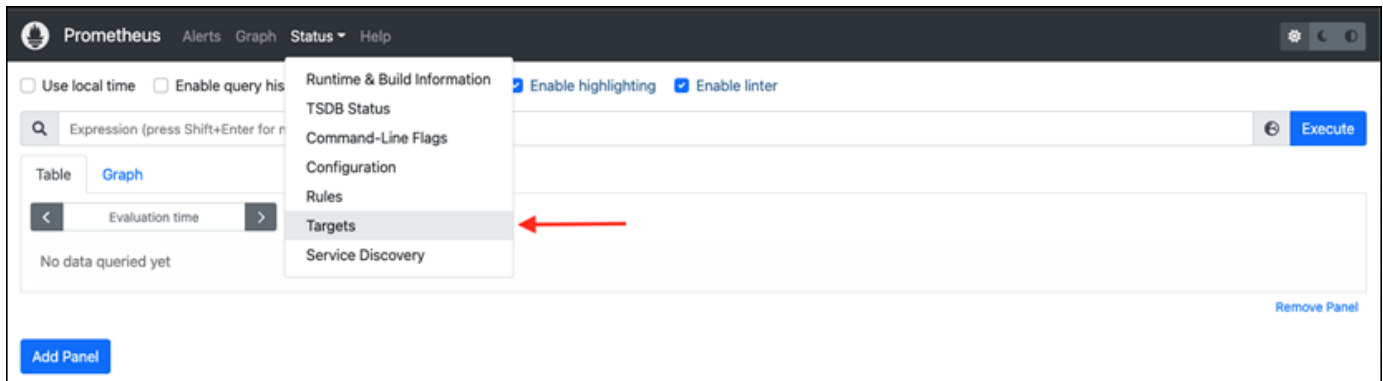 Prometheus Alerts Graph Status Help
Use local time Enable query his Enable highlighting Enable linter
Expression (press Shift+Enter for n Execute
Runtime & Build Information
TSDB Status
Command-Line Flags
Configuration
Rules
Targets
Service Discovery
Table Graph
Evaluation time
No data queried yet
Remove Panel
Add Panel